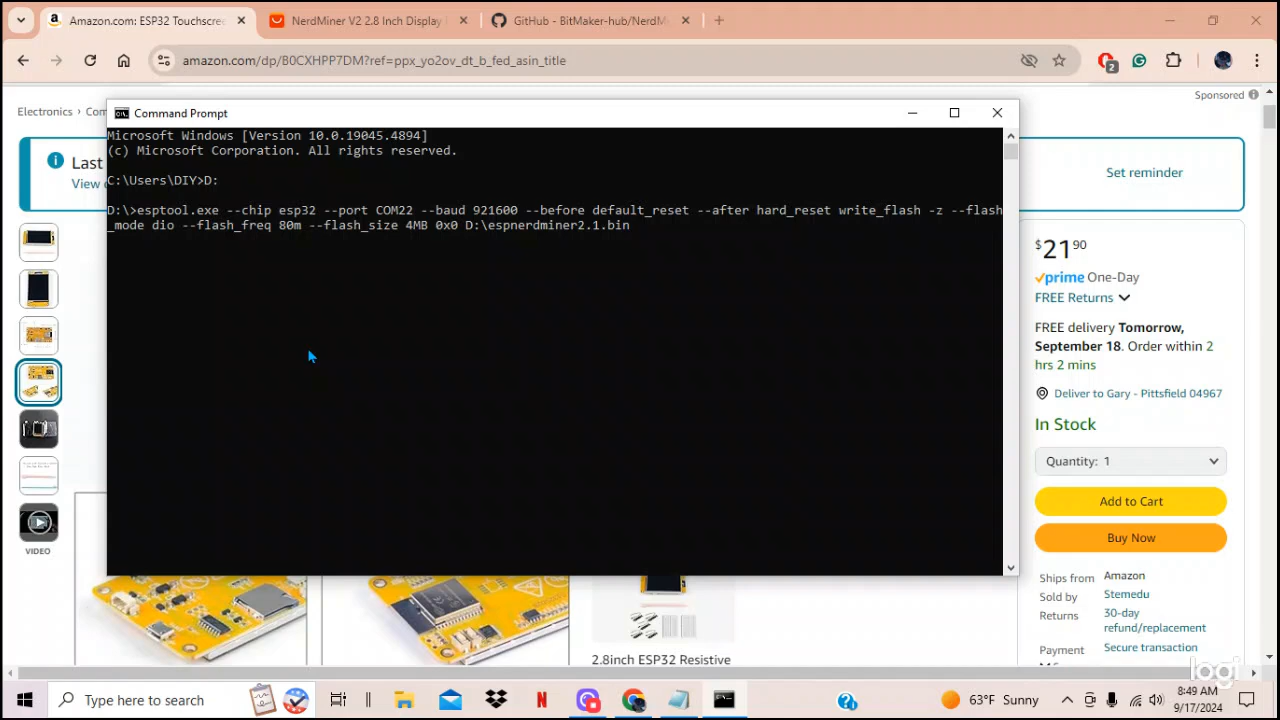 Amazon.com: ESP32 Touchscree
NerdMiner V2 2.8 Inch Display
GitHub - BitMaker-hub/NerdM
amazon.com/dp/B0CXHPP7DM?ref=ppx_yo2ov_dt_b_fed_asin_title
2
Electronics › Com
Sponsored
Last
View
Set reminder
Command Prompt
Microsoft Windows [Version 10.0.19045.4894]
(c) Microsoft Corporation. All rights reserved.
C:\Users\DIY>D:
D:\>esptool.exe --chip esp32 --port COM22 --baud 921600 --before default_reset --after hard_reset write_flash -z --flash
_mode dio --flash_freq 80m --flash_size 4MB 0x0 D:\espnerdminer2.1.bin
VIDEO
2.8inch ESP32 Resistive
$21 90
prime One-Day
FREE Returns
FREE delivery Tomorrow,
September 18. Order within 2
hrs 2 mins
Deliver to Gary - Pittsfield 04967
In Stock
Quantity: 1
Add to Cart
Buy Now
Ships from Amazon
Sold by Stemedu
Returns 30-day
refund/replacement
Payment Secure transaction
logi
Type here to search
63°F Sunny
8:49 AM
9/17/2024